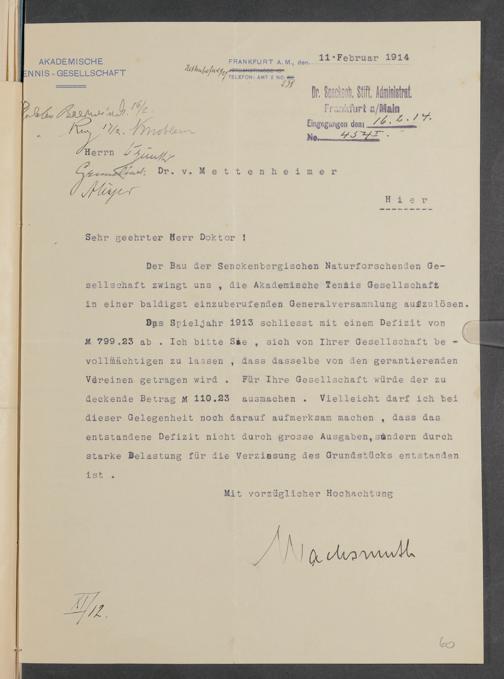 AKADEMISCHE
TENNIS-GESELLSCHAFT
FRANKFURT A. M., den 11·Februar 1914
TELEFON: AMT 2 NO.
Dr. Senckenb. Stift. Administrat.
Frankfurt a/Main
Eingegangen den 16.2.14.
No. 454 I.
Herrn
Dr. v. Mettenheimer
Hier
Sehr geehrter Herr Doktor !
Der Bau der Senckenbergischen Naturforschenden Ge-
sellschaft zwingt uns , die Akademische Tennis Gesellschaft
in einer baldigst einzuberufenden Generalversammlung aufzulösen.
Das Spieljahr 1913 schliesst mit einem Defizit von
M 799.23 ab . Ich bitte Sie , sich von Ihrer Gesellschaft be -
vollmächtigen zu lassen , dass dasselbe von den gerantierenden
Vereinen getragen wird . Für Ihre Gesellschaft würde der zu
deckende Betrag M 110.23 ausmachen . Vielleicht darf ich bei
dieser Gelegenheit noch darauf aufmerksam machen , dass das
entstandene Defizit nicht durch grosse Ausgaben, sondern durch
starke Belastung für die Verzinsung des Grundstücks entstanden
ist .
Mit vorzüglicher Hochachtung
Wachsmuth
XI/12.
60